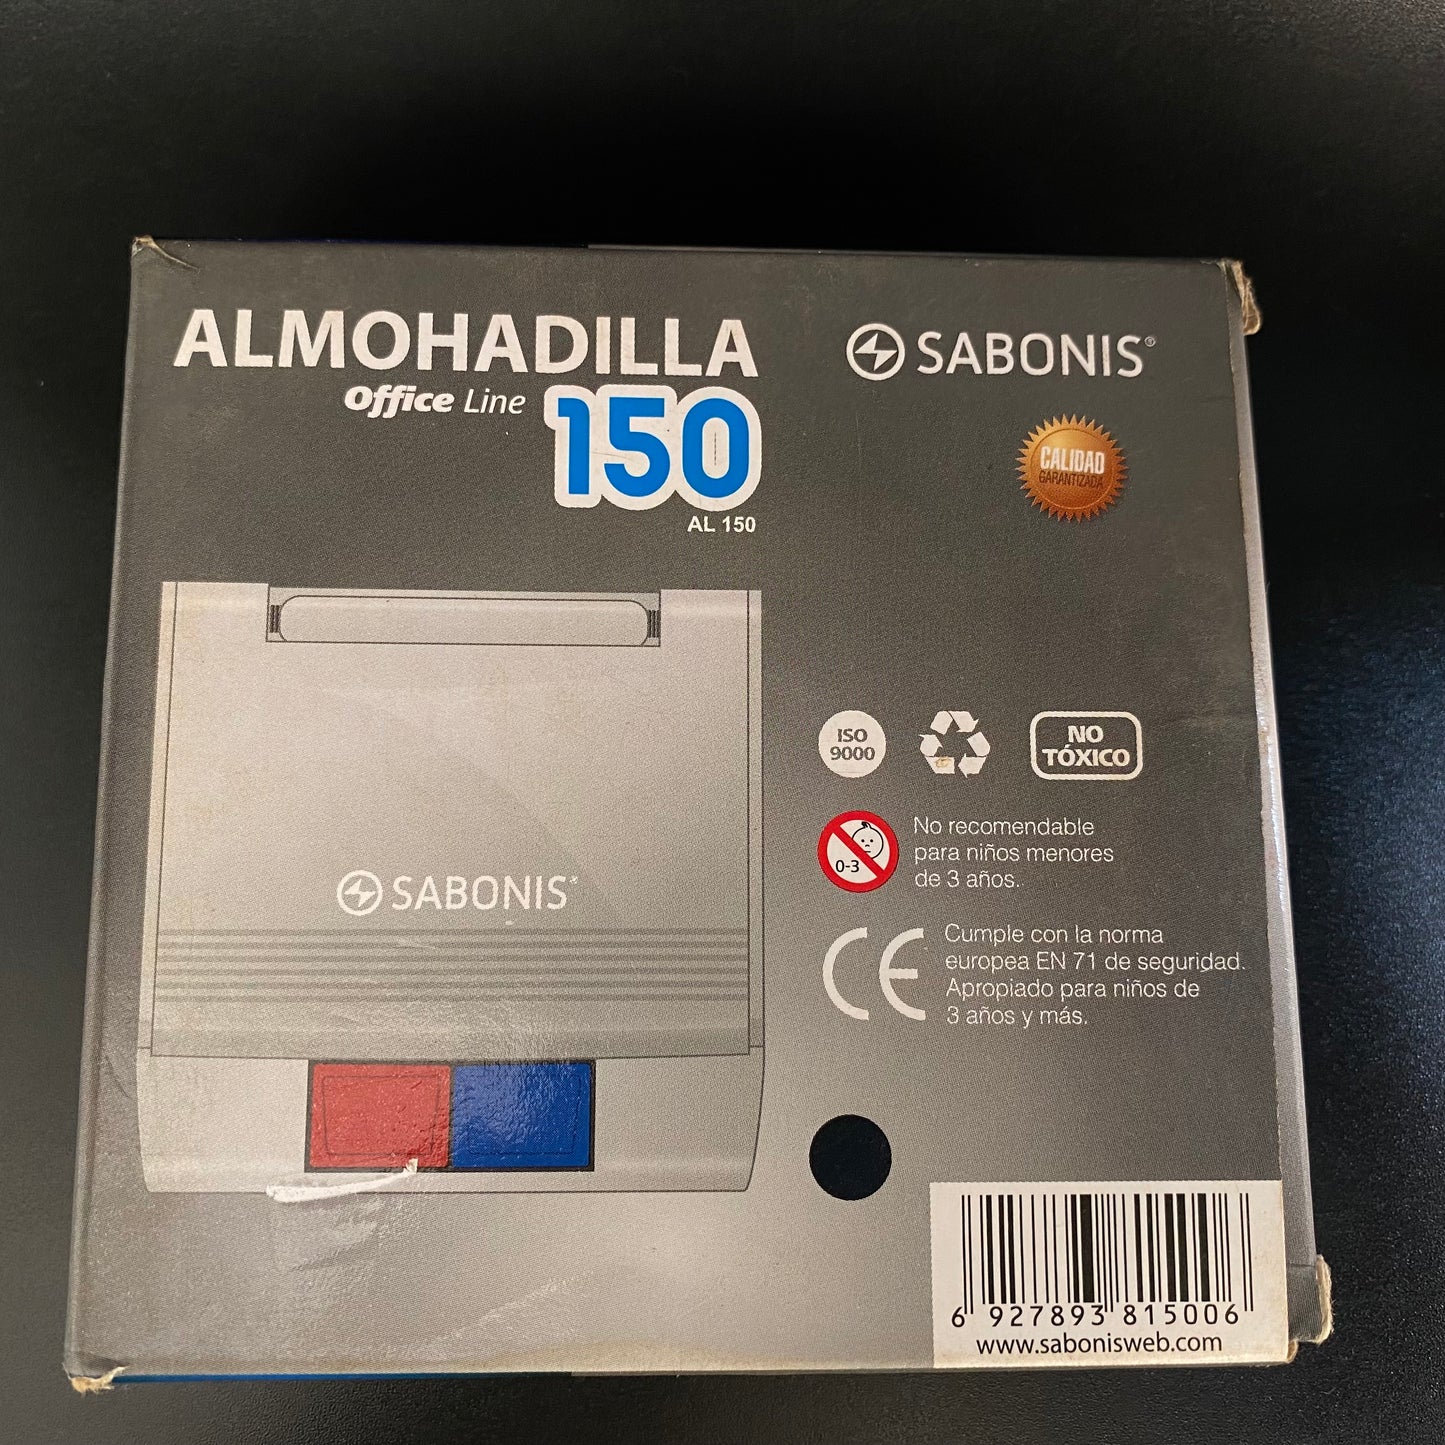 ALMOHADILLA
Office Line 150
AL 150
SABONIS®
CALIDAD
GARANTIZADA
SABONIS®
ISO
9000
NO
TÓXICO
0-3
No recomendable
para niños menores
de 3 años.
CE
Cumple con la norma
europea EN 71 de seguridad.
Apropiado para niños de
3 años y más.
6 927893 815006
www.sabonisweb.com